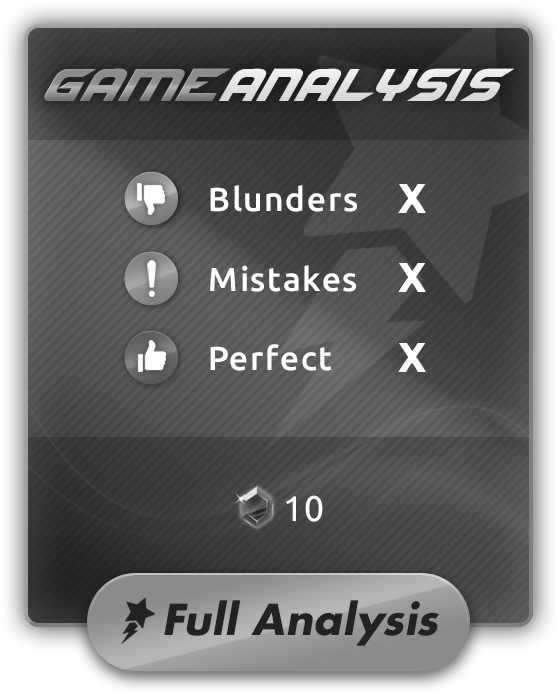 GAMEANALYSIS
Blunders X
Mistakes X
Perfect X
10
Full Analysis